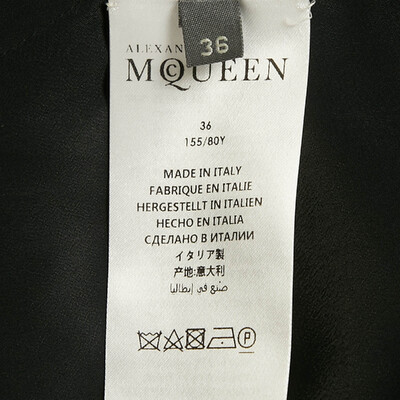 36
ALEXAN
McQUEEN
36
155/80Y
MADE IN ITALY
FABRIQUE EN ITALIE
HERGESTELLT IN ITALIEN
HECHO EN ITALIA
СДЕЛАНО В ИТАЛИИ
イタリア製
产地:意大利
صنع في إيطاليا
P